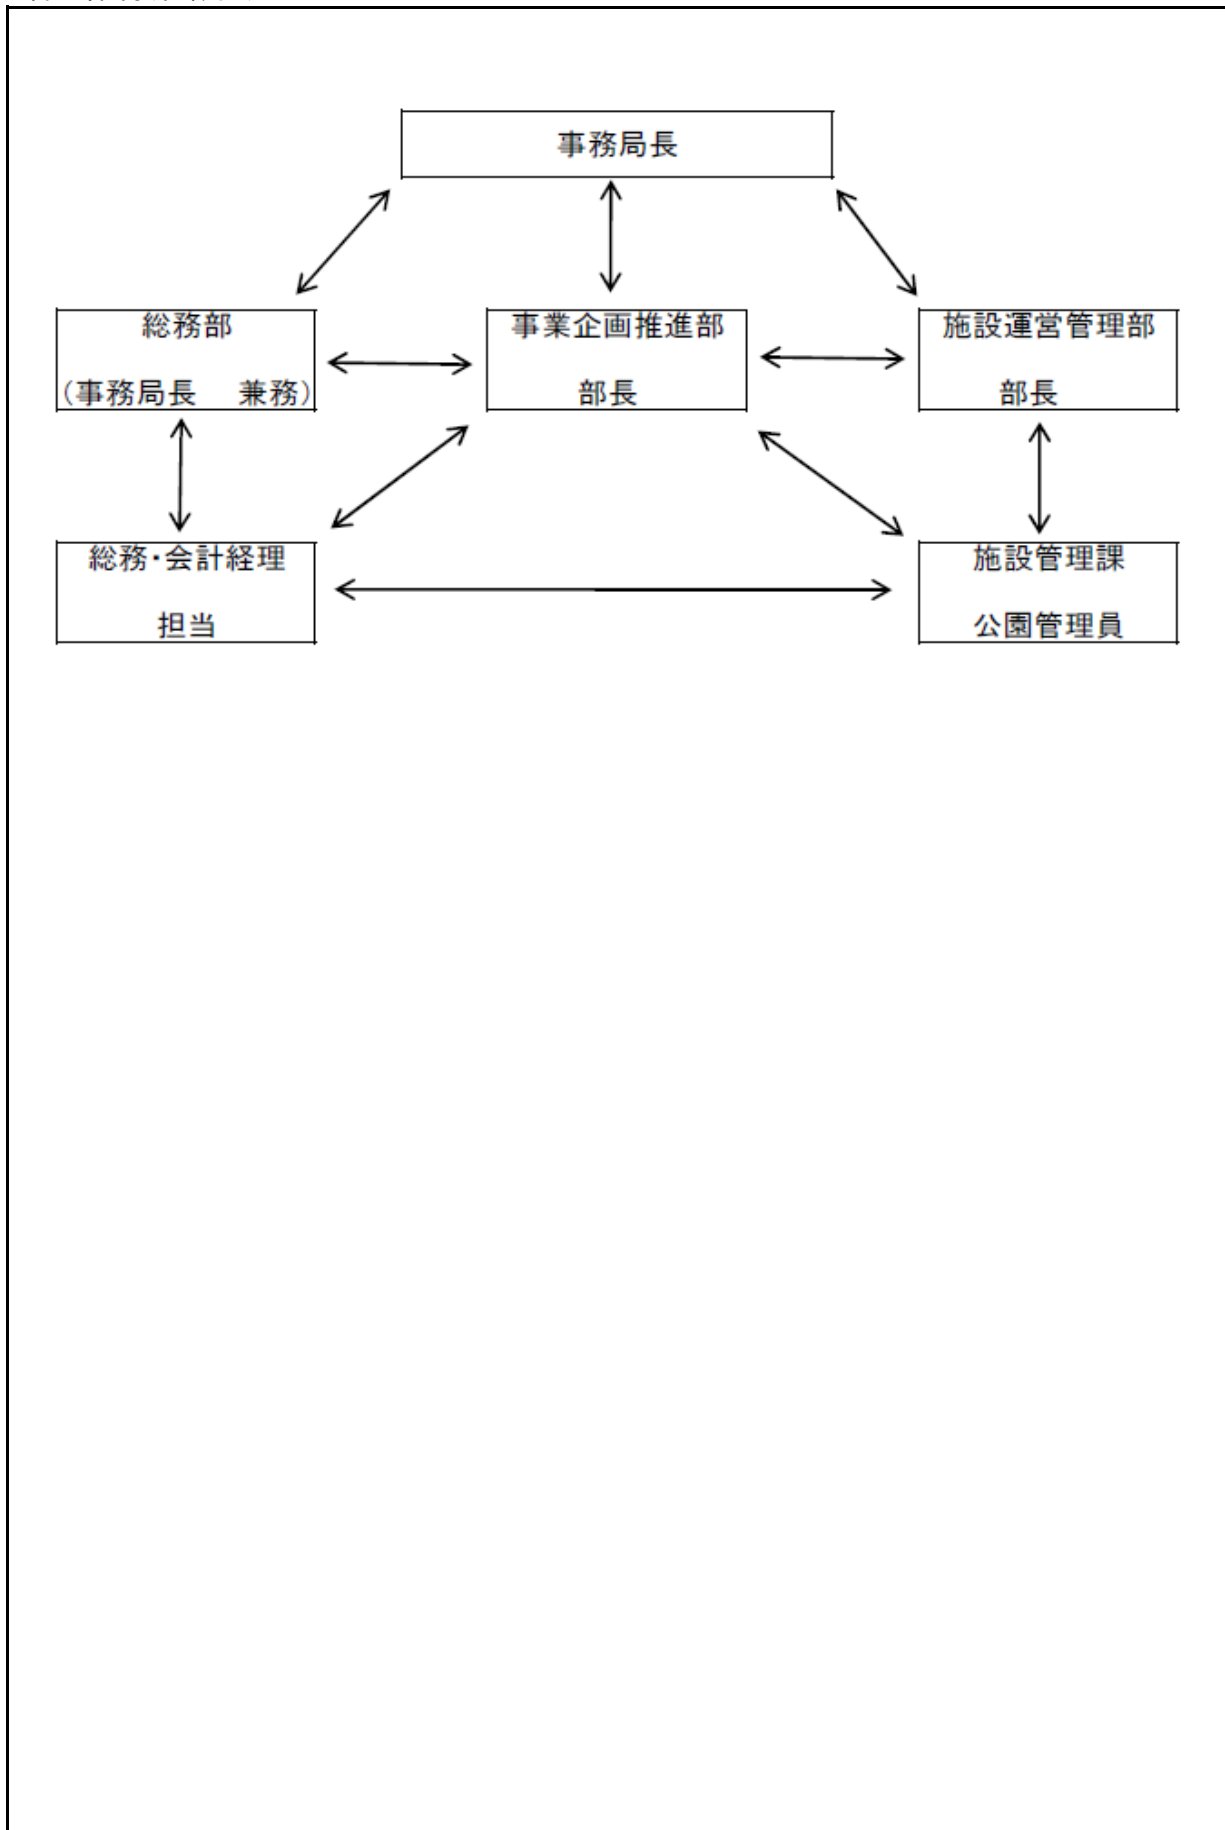 事務局長
総務部
（事務局長　兼務）
事業企画推進部
部長
施設運営管理部
部長
総務・会計経理
担当
施設管理課
公園管理員